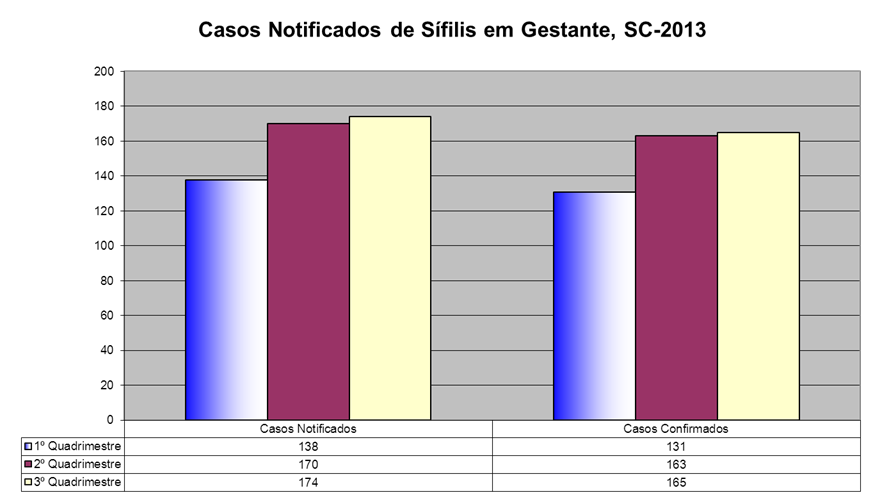 Casos Notificados de Sífilis em Gestante, SC-2013
200
180
160
140
120
100
80
60
40
20
0
Casos Notificados Casos Confirmados
1º Quadrimestre 138 131
2º Quadrimestre 170 163
3º Quadrimestre 174 165